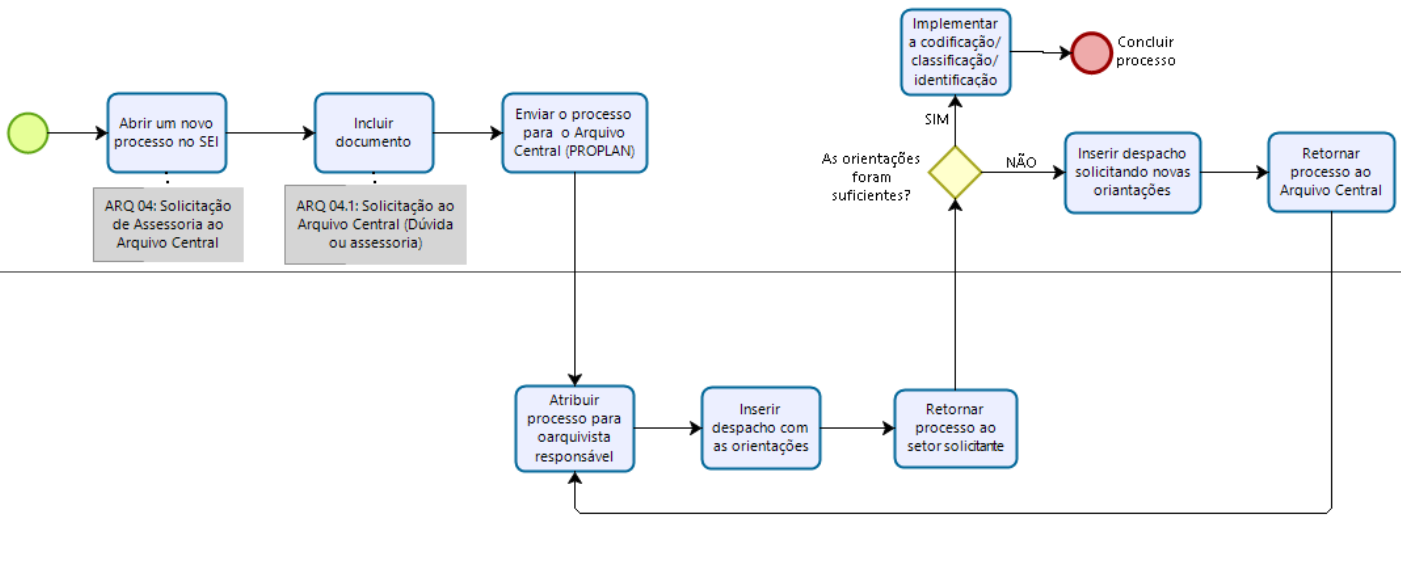 Abrir um novo
processo no SEI
ARQ 04: Solicitação
de Assessoria ao
Arquivo Central
Incluir
documento
ARQ 04.1: Solicitação ao
Arquivo Central (Dúvida
ou assessoria)
Enviar o processo
para o Arquivo
Central (PROPLAN)
Atribuir
processo para
oarquivista
responsável
Inserir
despacho com
as orientações
Retornar
processo ao
setor solicitante
As orientações
foram
suficientes?
SIM
Implementar
a codificação/
classificação/
identificação
Concluir
processo
NÃO
Inserir despacho
solicitando novas
oriantações
Retornar
processo ao
Arquivo Central